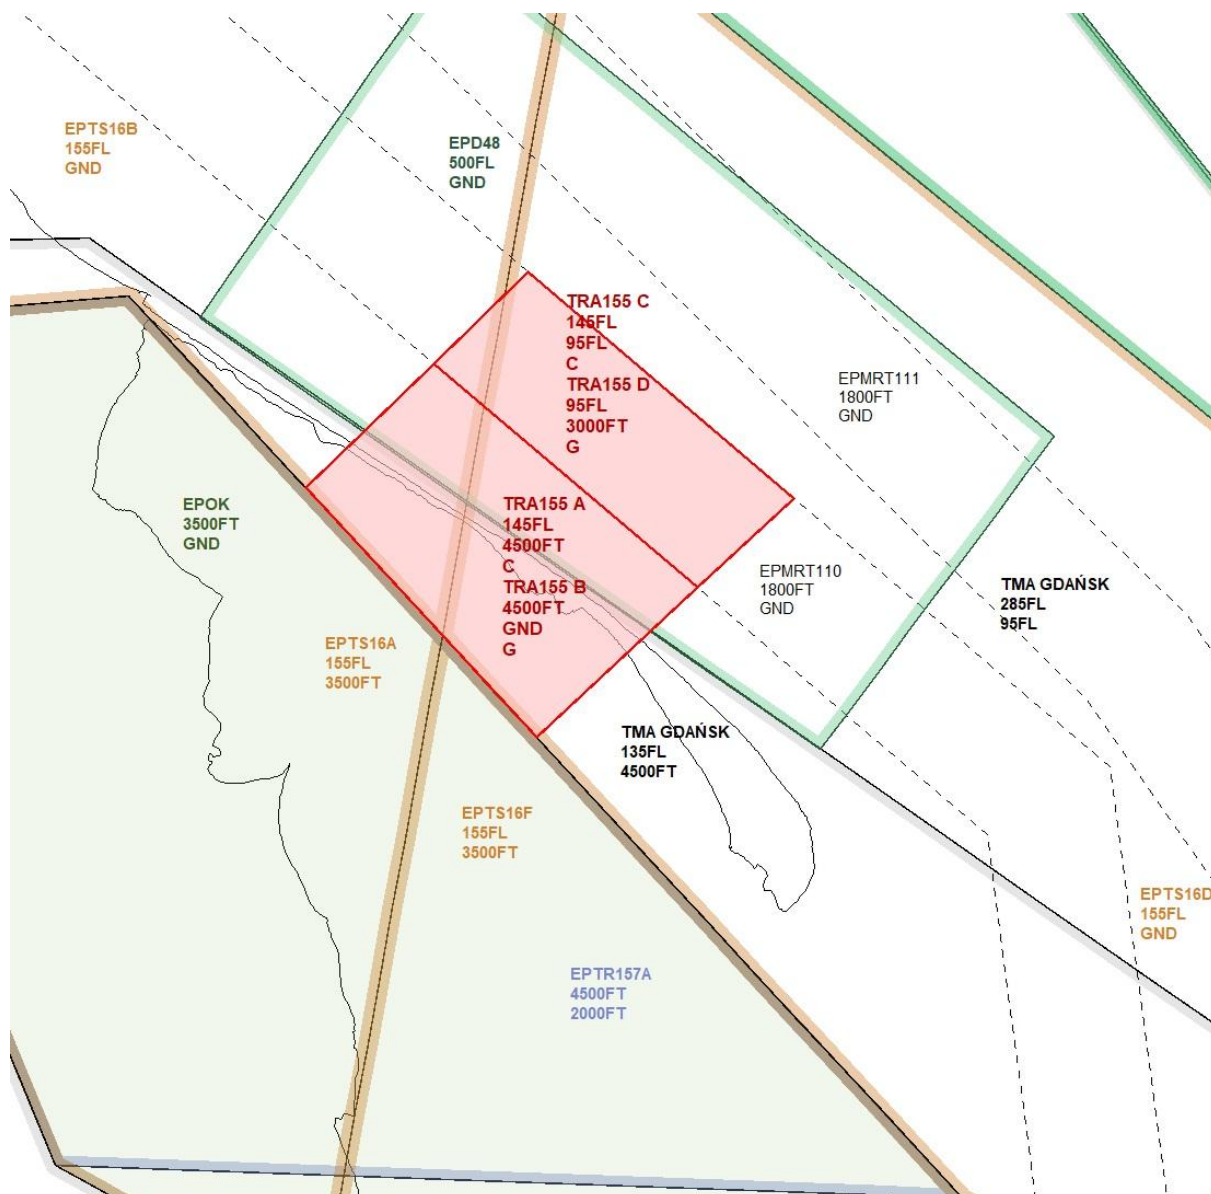 EPTS16B
155FL
GND
EPD48
500FL
GND
TRA155 C
145FL
95FL
C
TRA155 D
95FL
3000FT
G
EPMRT111
1800FT
GND
EPOK
3500FT
GND
TRA155 A
145FL
4500FT
C
TRA155 B
4500FT
GND
G
EPMRT110
1800FT
GND
TMA GDAŃSK
285FL
95FL
EPTS16A
155FL
3500FT
TMA GDAŃSK
135FL
4500FT
EPTS16F
155FL
3500FT
EPTS16D
155FL
GND
EPTR157A
4500FT
2000FT